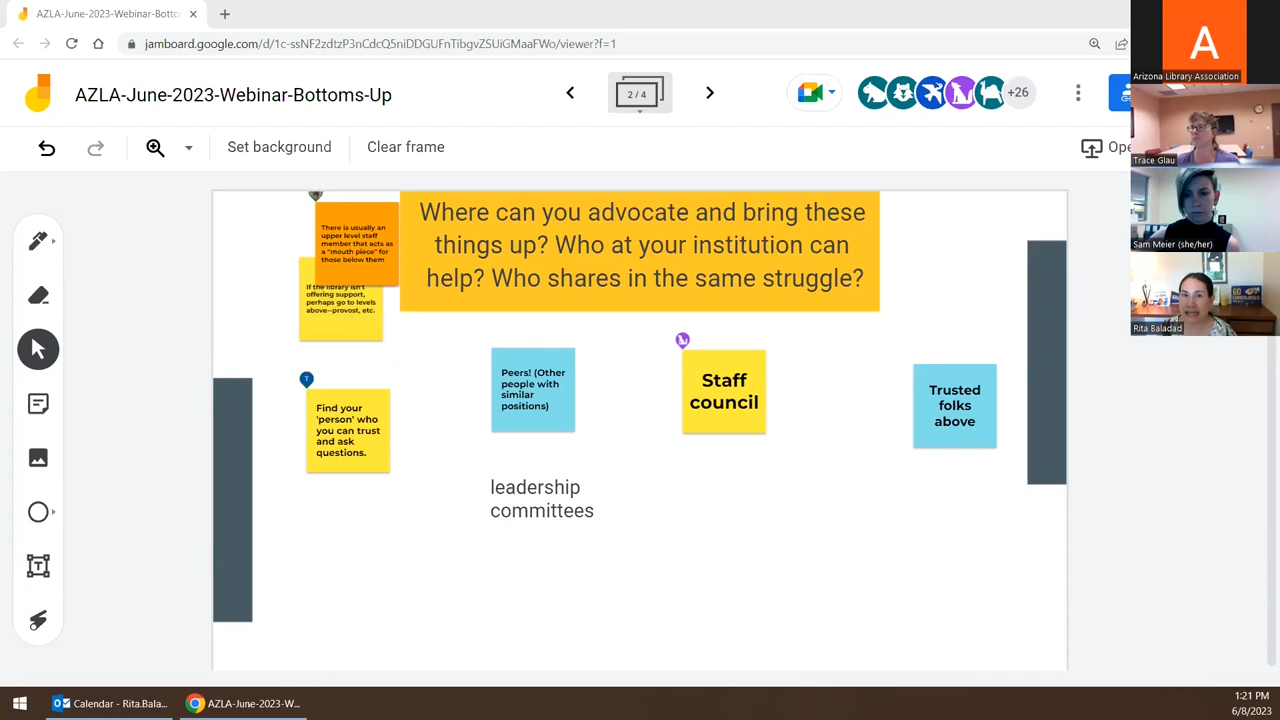 AZLA-June-2023-Webinar-Bottoms-
jamboard.google.com/d/1c-ssNF2zdtzP3nCdcQ5niDDGUFnTibgvZSUiGMaaFWo/viewer?f=1
AZLA-June-2023-Webinar-Bottoms-Up
2 / 4
+26
Set background
Clear frame
Ope
A
Arizona Library Association
Trace Glau
Sam Meier (she/her)
GO
Rita Baladad
Where can you advocate and bring these
things up? Who at your institution can
help? Who shares in the same struggle?
There is usually an
upper level staff
member that acts as
a "mouth piece" for
those below them
If the library isn't
offering support,
perhaps go to levels
above--provost, etc.
T
Find your
'person' who
you can trust
and ask
questions.
Peers! (Other
people with
similar
positions)
Staff
council
Trusted
folks
above
leadership
committees
Calendar - Rita.Bala...
AZLA-June-2023-W...
1:21 PM
6/8/2023